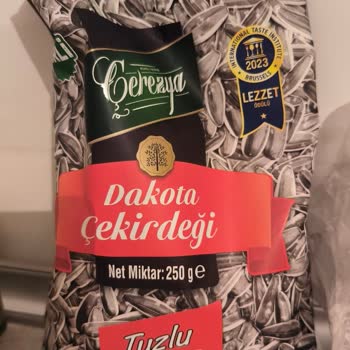 Çerezya
INTERNATIONAL TASTE INSTITUTE
2023
BRUSSELS
LEZZET
ÖDÜLÜ
Dakota
Çekirdeği
Net Miktar: 250 g ℮
Tuzlu